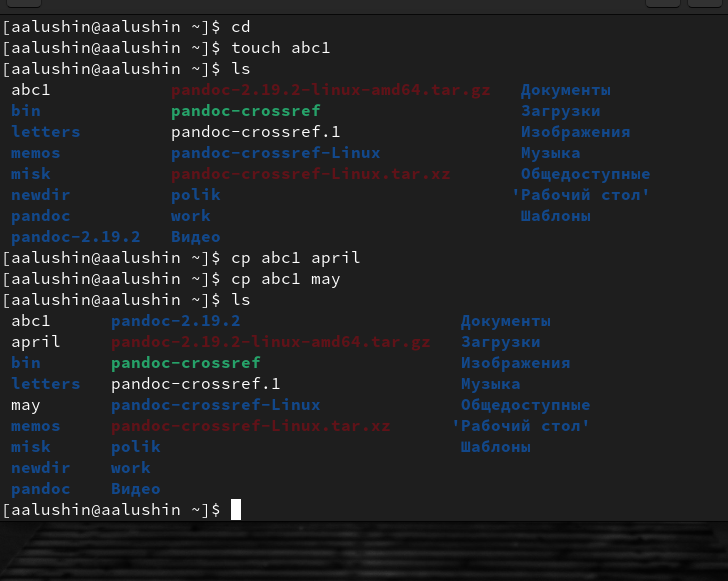 [aalushin@aalushin ~]$ cd
[aalushin@aalushin ~]$ touch abc1
[aalushin@aalushin ~]$ ls
abc1 pandoc-2.19.2-linux-amd64.tar.gz Документы
bin pandoc-crossref Загрузки
letters pandoc-crossref.1 Изображения
memos pandoc-crossref-Linux Музыка
misk pandoc-crossref-Linux.tar.xz Общедоступные
newdir polik 'Рабочий стол'
pandoc work Шаблоны
pandoc-2.19.2 Видео
[aalushin@aalushin ~]$ cp abc1 april
[aalushin@aalushin ~]$ cp abc1 may
[aalushin@aalushin ~]$ ls
abc1 pandoc-2.19.2 Документы
april pandoc-2.19.2-linux-amd64.tar.gz Загрузки
bin pandoc-crossref Изображения
letters pandoc-crossref.1 Музыка
may pandoc-crossref-Linux Общедоступные
memos pandoc-crossref-Linux.tar.xz 'Рабочий стол'
misk polik Шаблоны
newdir work
pandoc Видео
[aalushin@aalushin ~]$